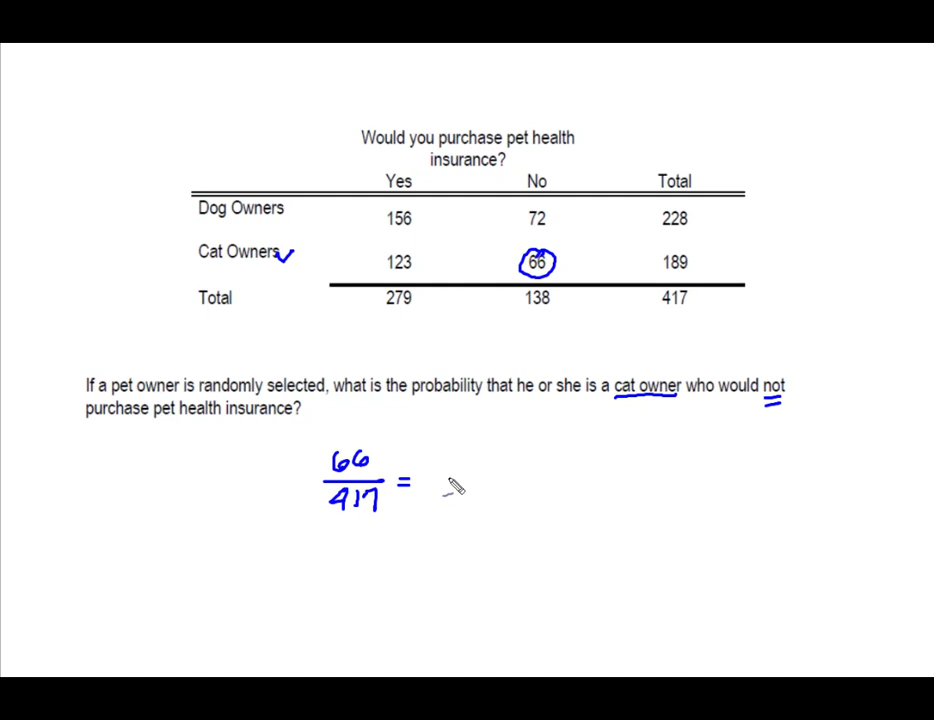 Would you purchase pet health
insurance?
Yes No Total
Dog Owners 156 72 228
Cat Owners 123 66 189
Total 279 138 417
If a pet owner is randomly selected, what is the probability that he or she is a cat owner who would not
purchase pet health insurance?
66
417 =